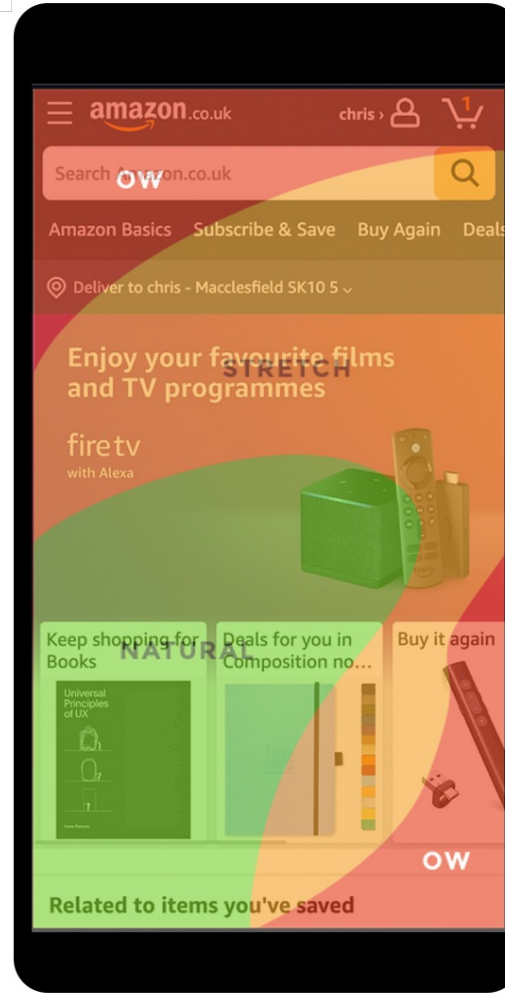 amazon.co.uk
chris ›
1
Search Amazon.co.uk
OW
Amazon Basics Subscribe & Save Buy Again Deals
Deliver to chris - Macclesfield SK10 5
Enjoy your favourite films
STRETCH
and TV programmes
fire tv
with Alexa
fire tv
Keep shopping for
Books
Deals for you in
Composition no...
Buy it again
NATURAL
Universal
Principles
of UX
OW
Related to items you've saved